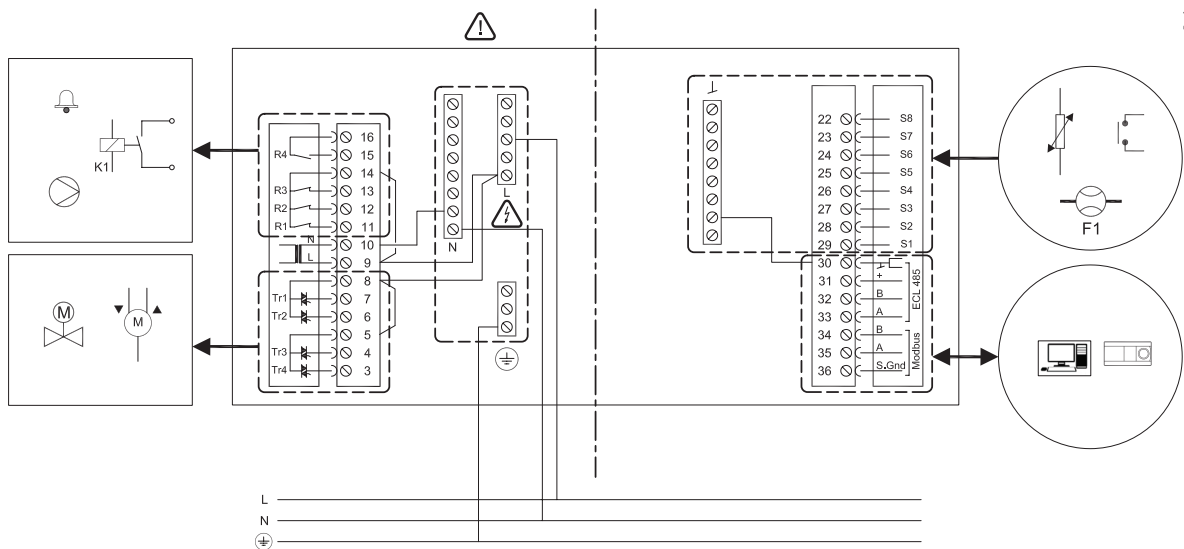 K1
M
M
R4
R3
R2
R1
N
L
Tr1
Tr2
Tr3
Tr4
16
15
14
13
12
11
10
9
8
7
6
5
4
3
N
L
22 S8
23 S7
24 S6
25 S5
26 S4
27 S3
28 S2
29 S1
30
31 +
32 B
33 A
34 B
35 A
36 S.Gnd
ECL 485
Modbus
F1
L
N